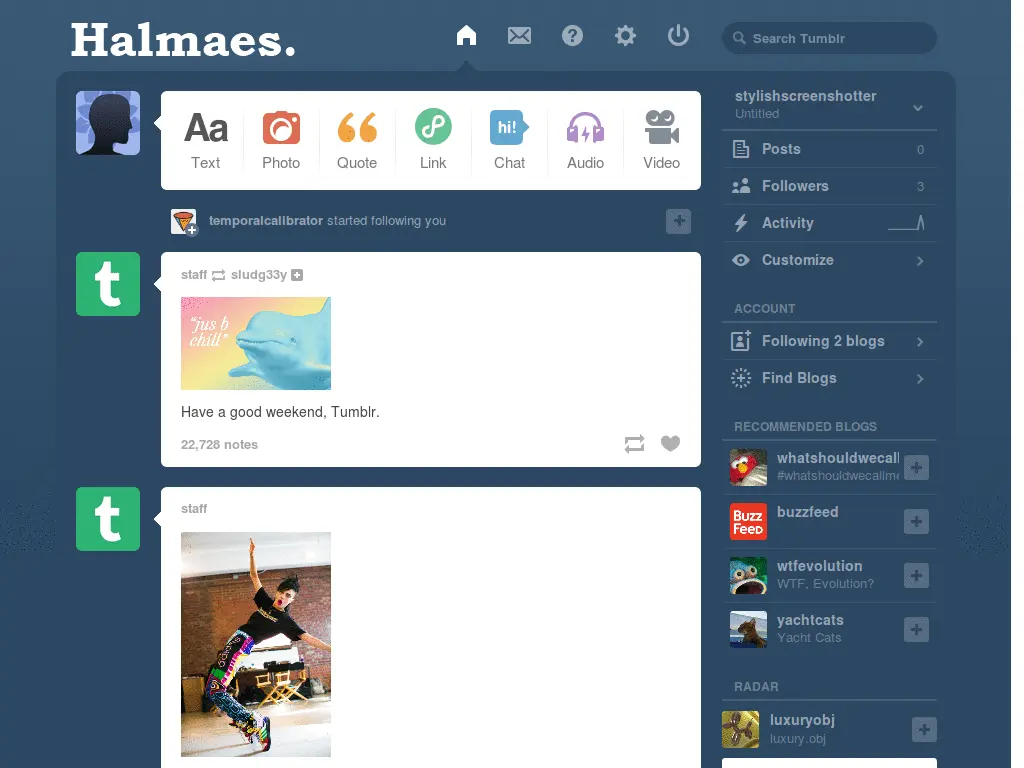 Halmaes.
Search Tumblr
Aa
Text
Photo
Quote
Link
hi!
Chat
Audio
Video
temporalcalibrator started following you
t
staff sludg33y
"jus b
chill"
Have a good weekend, Tumblr.
22,728 notes
t
staff
stylishscreenshotter
Untitled
Posts 0
Followers 3
Activity
Customize
ACCOUNT
Following 2 blogs
Find Blogs
RECOMMENDED BLOGS
whatshouldwecall
#whatshouldwecallme
Buzz
FeeD
buzzfeed
wtfevolution
WTF, Evolution?
yachtcats
Yacht Cats
RADAR
luxuryobj
luxury.obj